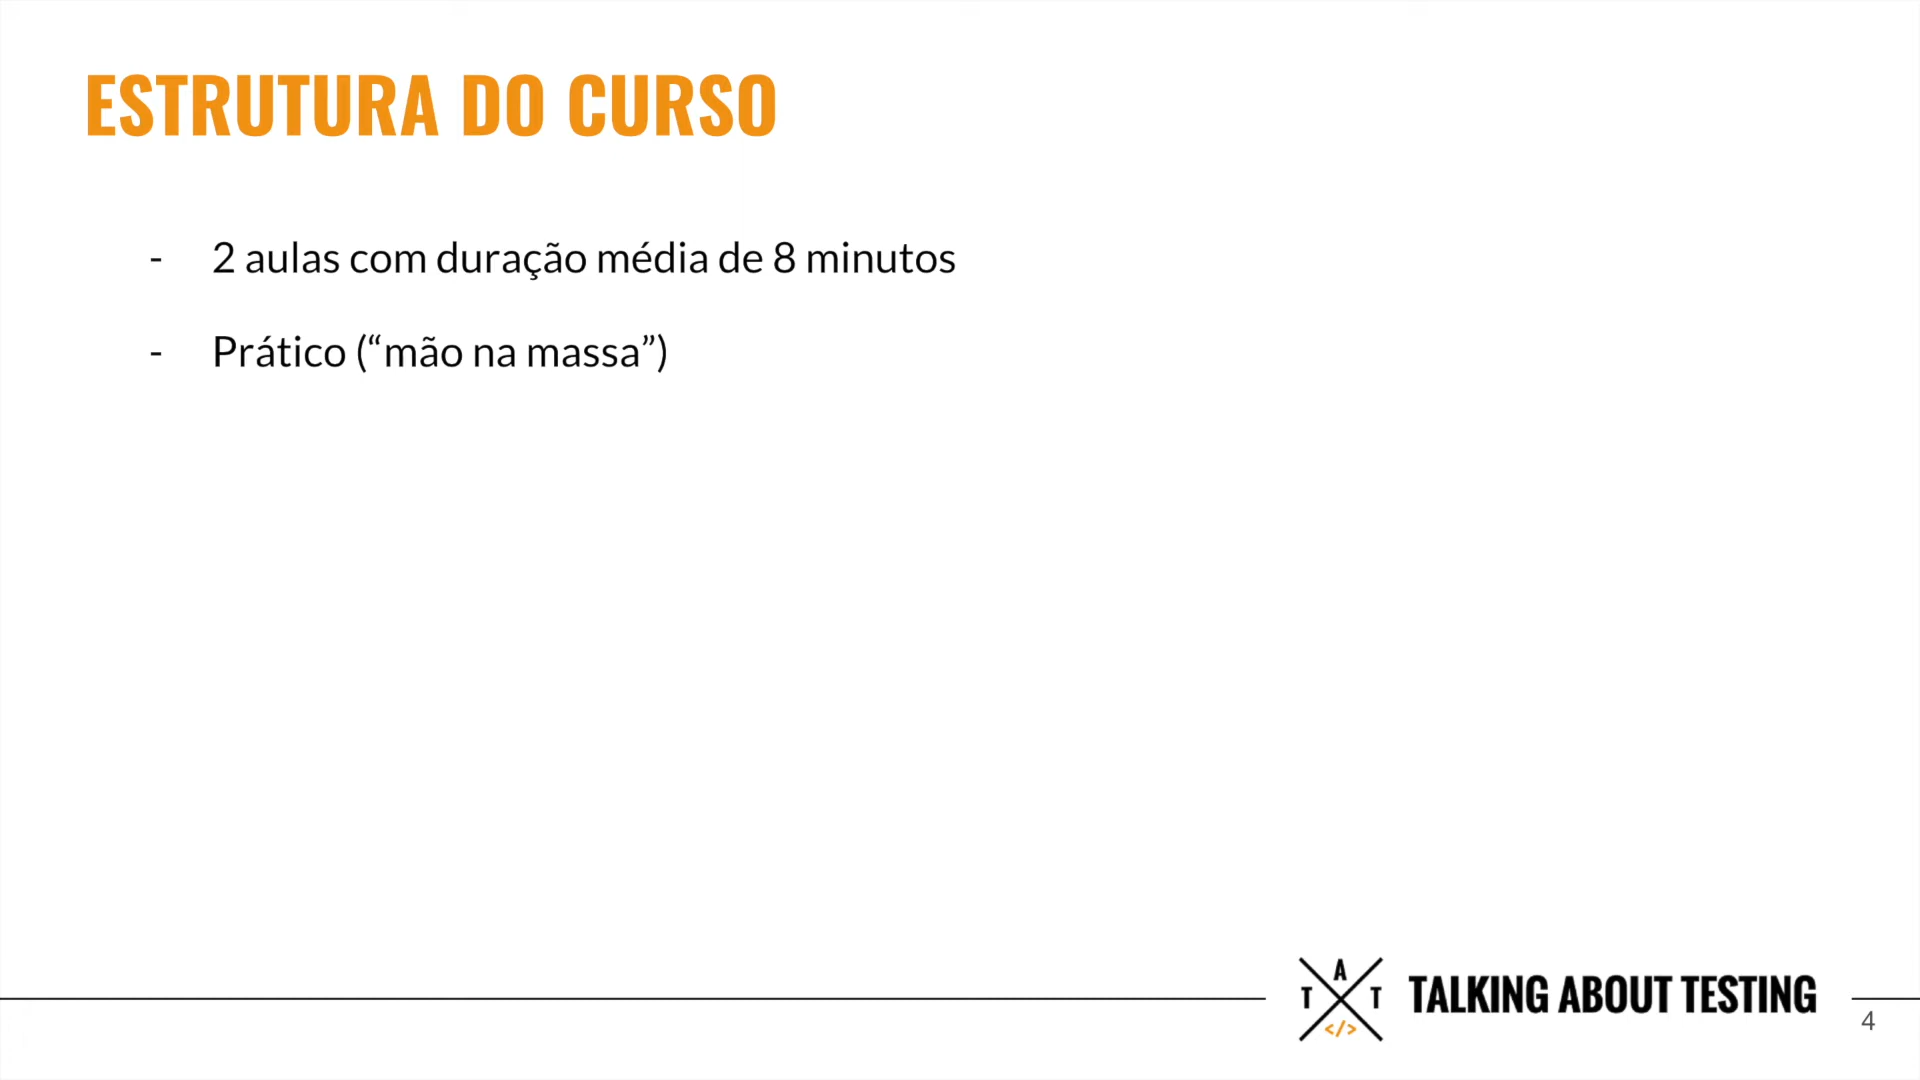 ESTRUTURA DO CURSO
- 2 aulas com duração média de 8 minutos
- Prático (“mão na massa”)
A
T T
</>
TALKING ABOUT TESTING
4